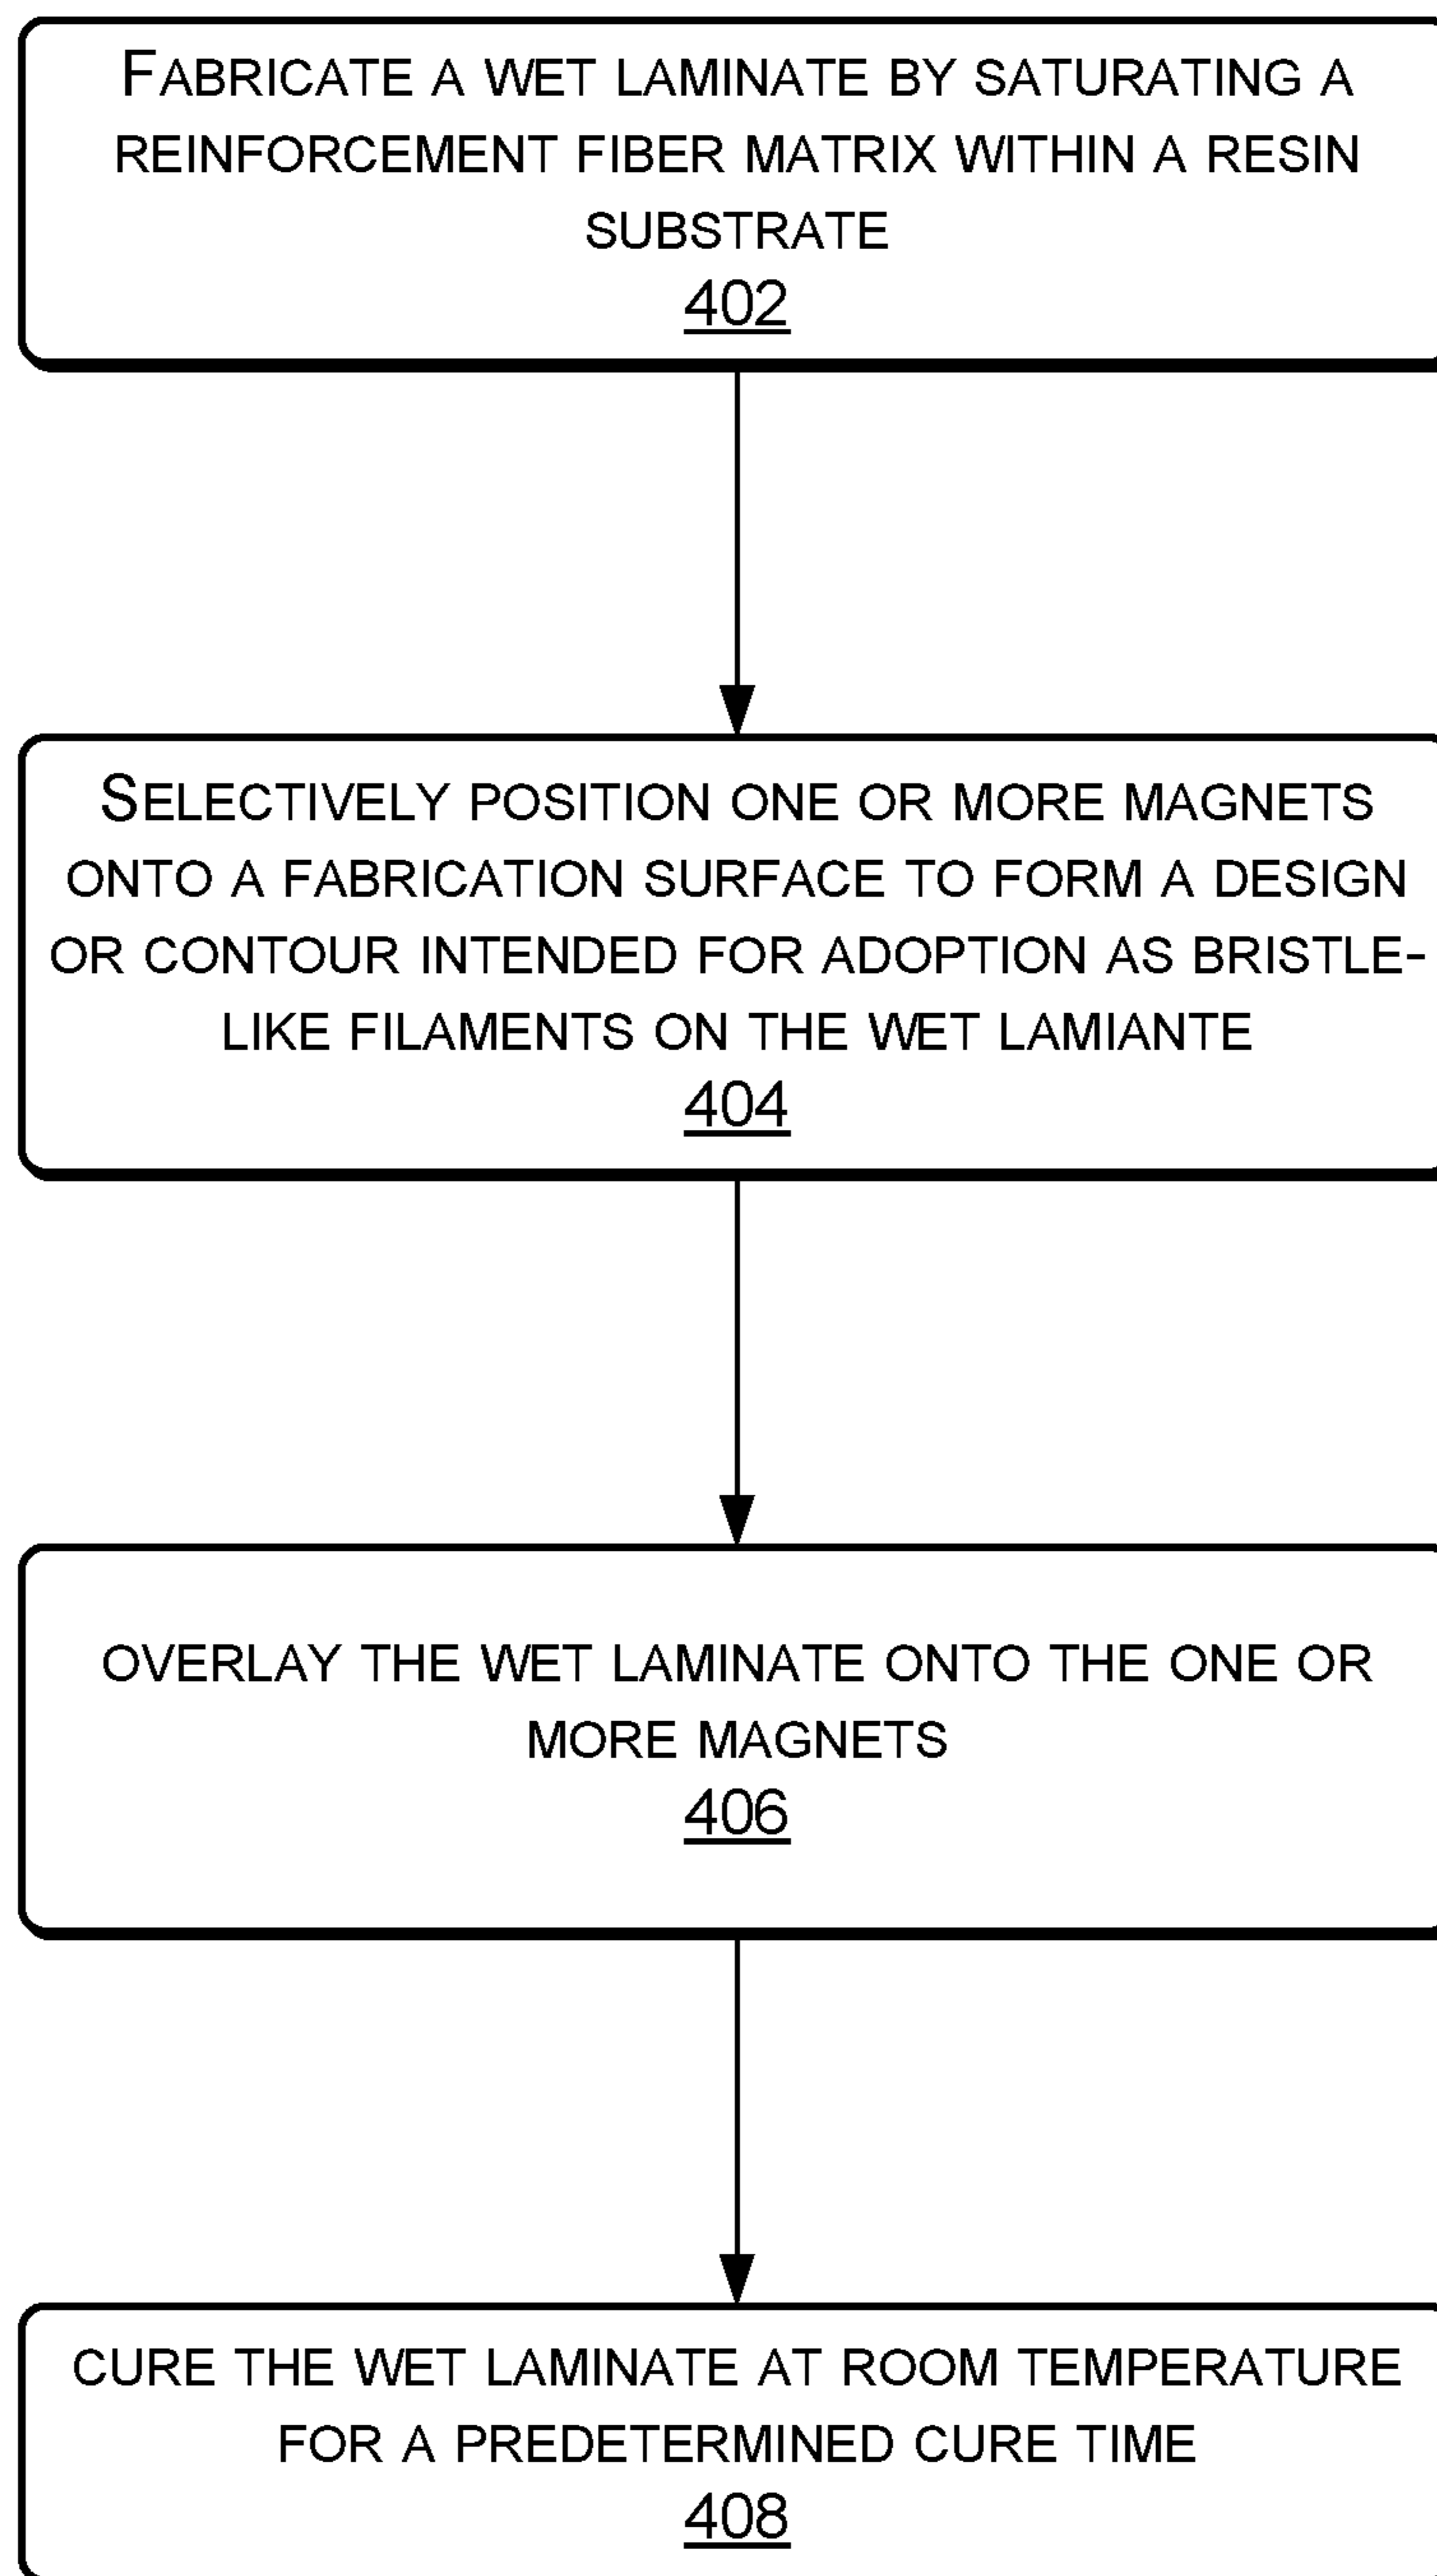 FABRICATE A WET LAMINATE BY SATURATING A
REINFORCEMENT FIBER MATRIX WITHIN A RESIN
SUBSTRATE
402
SELECTIVELY POSITION ONE OR MORE MAGNETS
ONTO A FABRICATION SURFACE TO FORM A DESIGN
OR CONTOUR INTENDED FOR ADOPTION AS BRISTLE-
LIKE FILAMENTS ON THE WET LAMIANTE
404
OVERLAY THE WET LAMINATE ONTO THE ONE OR
MORE MAGNETS
406
CURE THE WET LAMINATE AT ROOM TEMPERATURE
FOR A PREDETERMINED CURE TIME
408